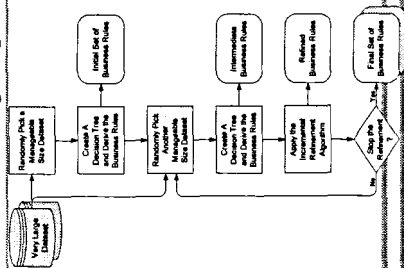 Very Large
Dataset
Randomly Pick a
Manageable
Size Dataset
Create A
Decision Tree
and Derive the
Business Rules
Initial Set of
Business Rules
Randomly Pick
Another
Manageable
Size Dataset
Create A
Decision Tree
and Derive the
Business Rules
Intermediate
Business Rules
Apply the
Incremental
Refinement
Algorithm
Refined
Business Rules
Stop the
Refinement
?
No
Yes
Final Set of
Business Rules